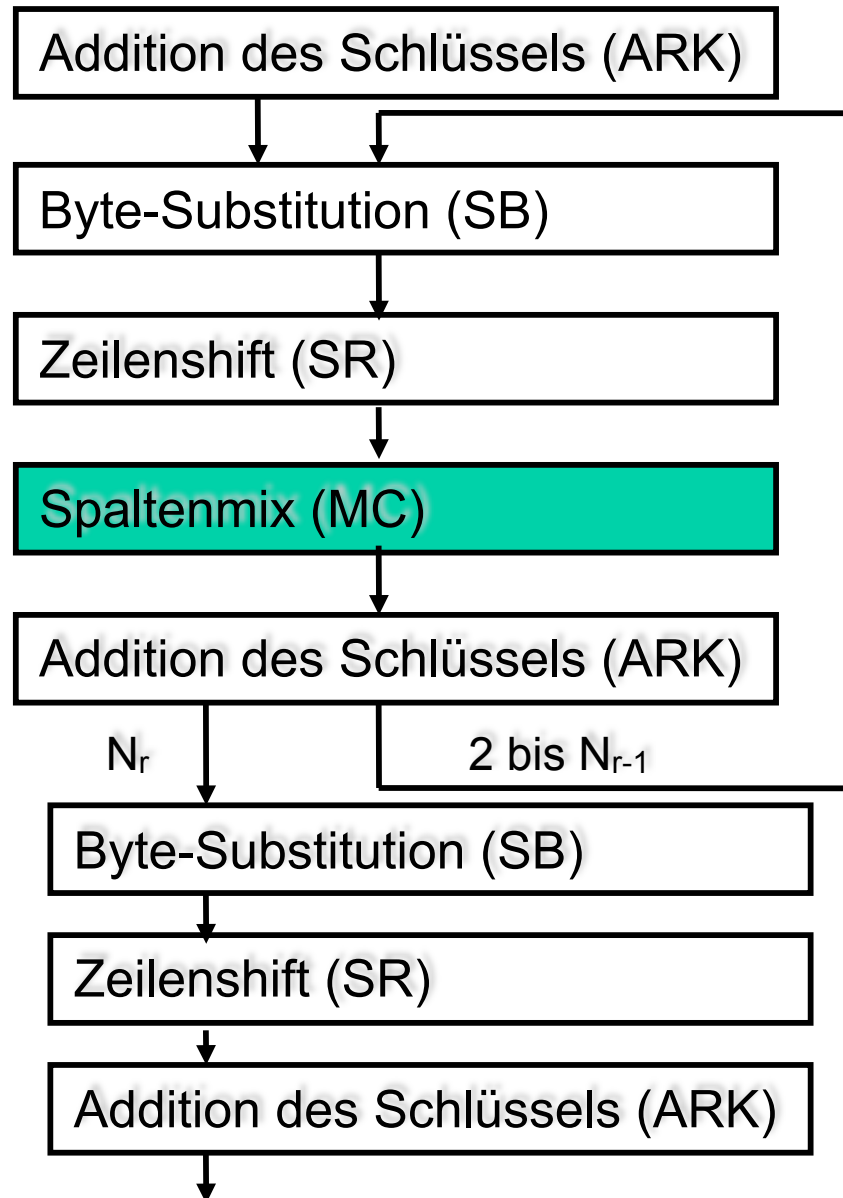 Addition des Schlüssels (ARK)
Byte-Substitution (SB)
Zeilenshift (SR)
Spaltenmix (MC)
Addition des Schlüssels (ARK)
Nr 2 bis Nr-1
Byte-Substitution (SB)
Zeilenshift (SR)
Addition des Schlüssels (ARK)